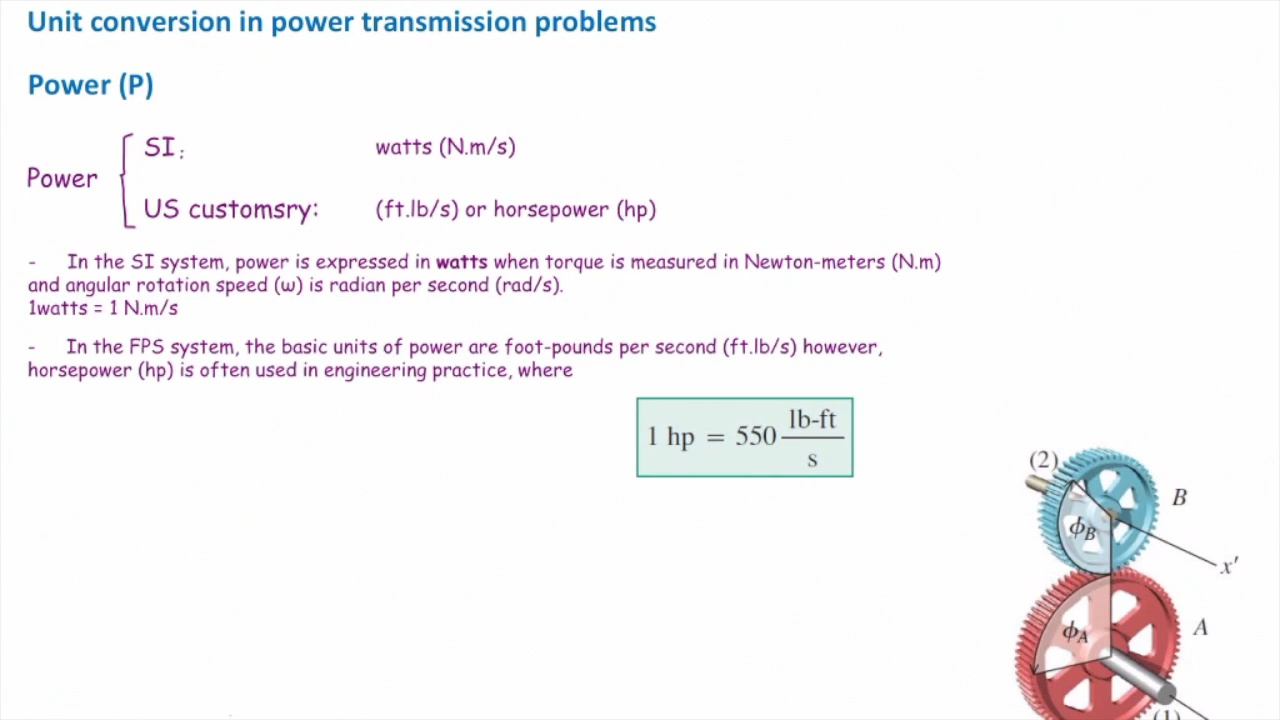 Unit conversion in power transmission problems
Power (P)
Power
SI:
watts (N.m/s)
US customsry:
(ft.lb/s) or horsepower (hp)
- In the SI system, power is expressed in watts when torque is measured in Newton-meters (N.m)
and angular rotation speed (ω) is radian per second (rad/s).
1watts = 1 N.m/s
- In the FPS system, the basic units of power are foot-pounds per second (ft.lb/s) however,
horsepower (hp) is often used in engineering practice, where
1 hp = 550 lb-ft
s
(2)
B
ϕB
x′
A
ϕA
(1)